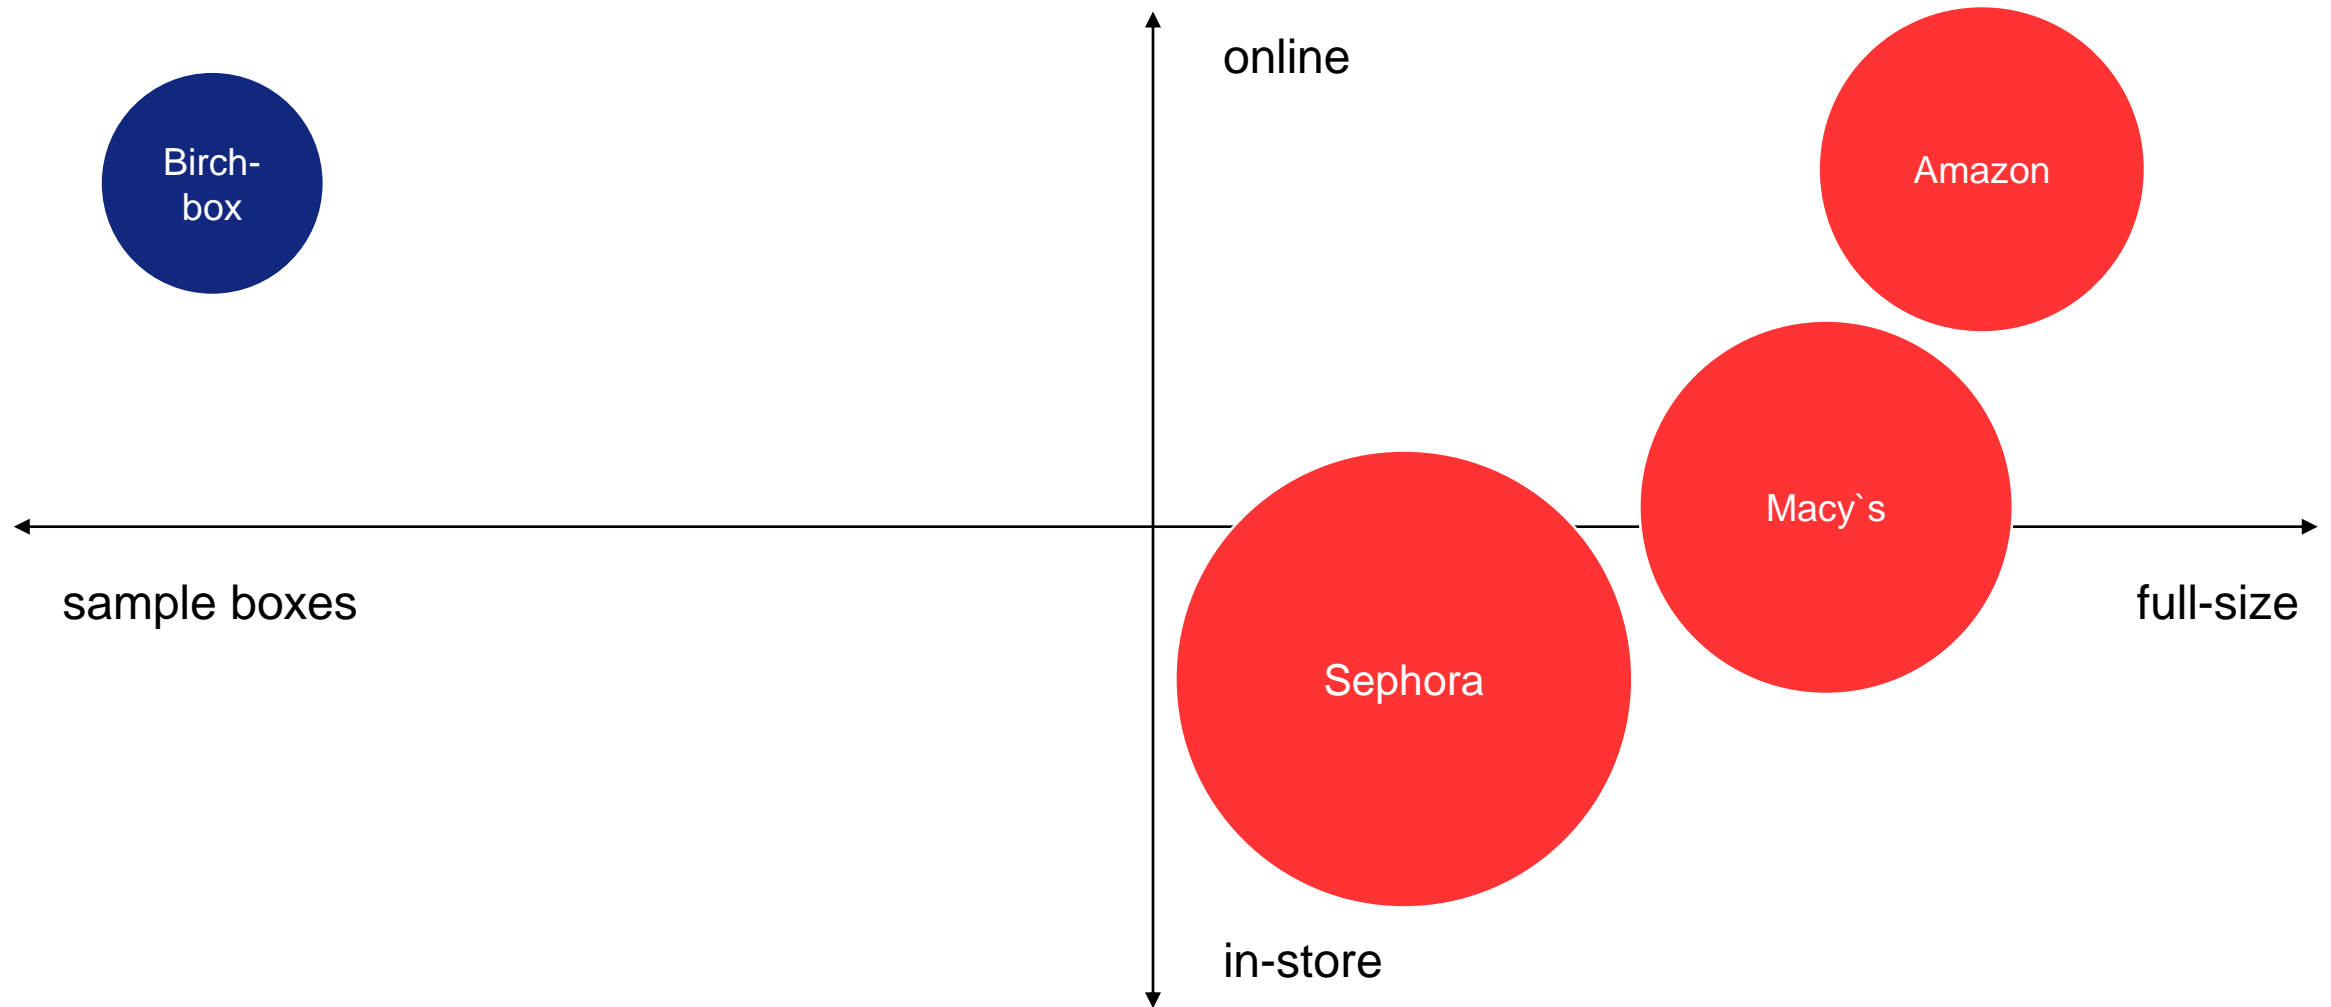 online
Birch-
box
Amazon
Macy`s
sample boxes
full-size
Sephora
in-store